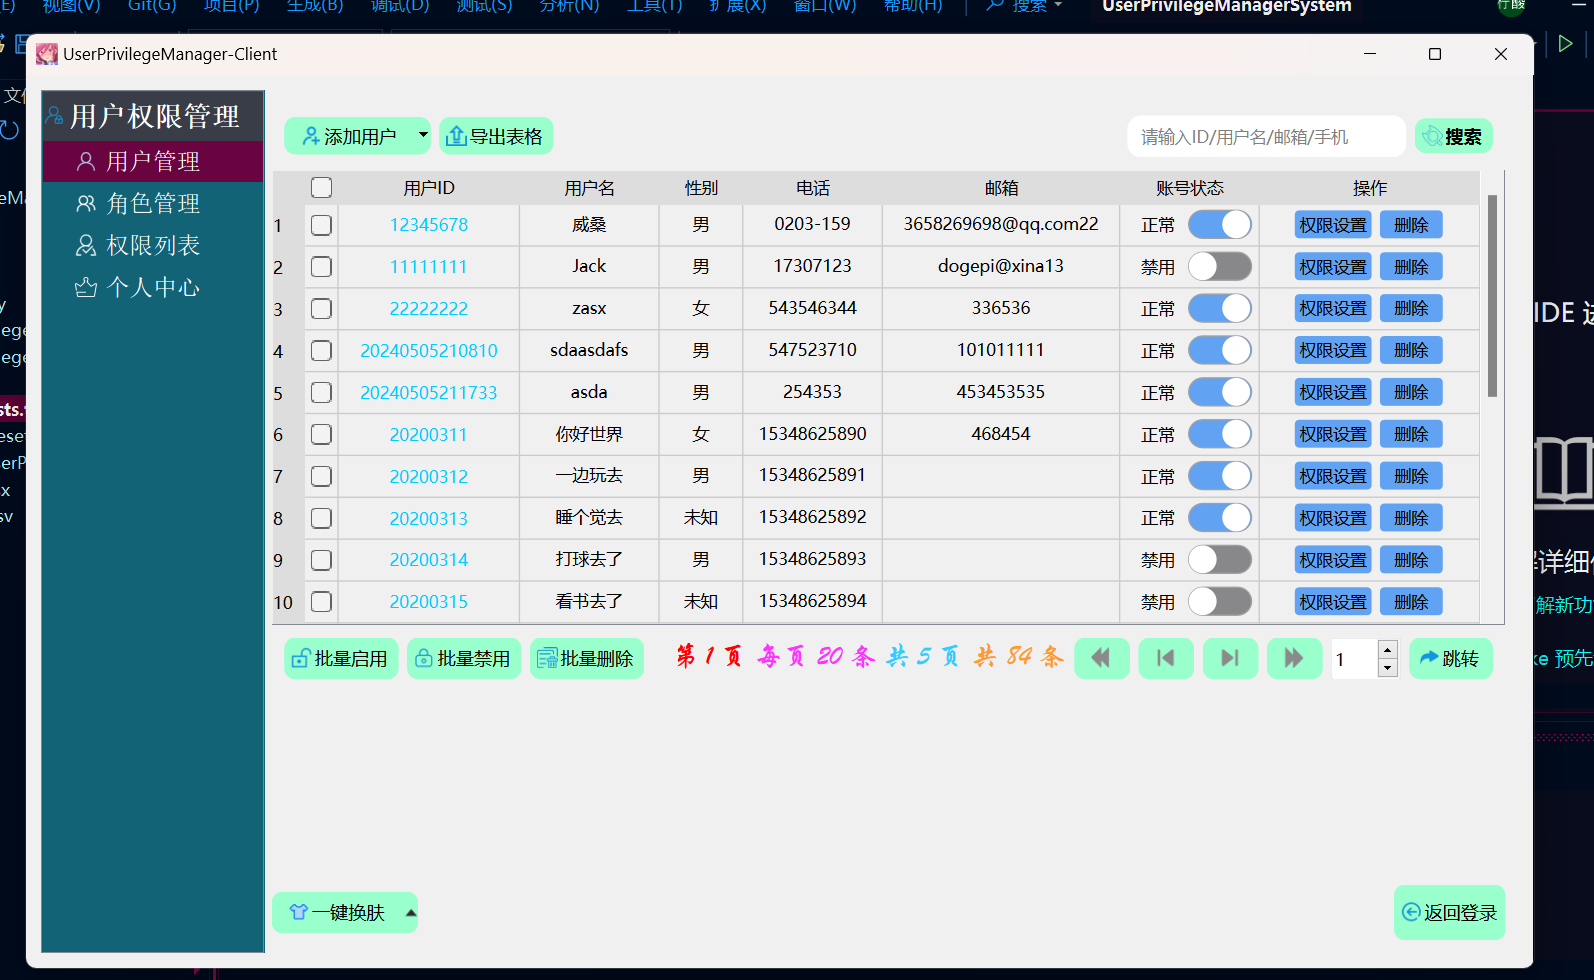 视图(V) Git(G) 项目(P) 生成(B) 调试(D) 测试(S) 分析(N) 工具(T) 扩展(X) 窗口(W) 帮助(H) 搜索 UserPrivilegeManagerSystem
UserPrivilegeManager-Client
用户权限管理
用户管理
角色管理
权限列表
个人中心
添加用户 导出表格 请输入ID/用户名/邮箱/手机 搜索
用户ID 用户名 性别 电话 邮箱 账号状态 操作
1 12345678 威桑 男 0203-159 3658269698@qq.com22 正常 权限设置 删除
2 11111111 Jack 男 17307123 dogepi@xina13 禁用 权限设置 删除
3 22222222 zasx 女 543546344 336536 正常 权限设置 删除
4 20240505210810 sdaasdafs 男 547523710 101011111 正常 权限设置 删除
5 20240505211733 asda 男 254353 453453535 正常 权限设置 删除
6 20200311 你好世界 女 15348625890 468454 正常 权限设置 删除
7 20200312 一边玩去 男 15348625891 正常 权限设置 删除
8 20200313 睡个觉去 未知 15348625892 正常 权限设置 删除
9 20200314 打球去了 男 15348625893 禁用 权限设置 删除
10 20200315 看书去了 未知 15348625894 禁用 权限设置 删除
批量启用 批量禁用 批量删除 第 1 页 每页 20 条 共 5 页 共 84 条 1 跳转
一键换肤 返回登录
IDE
详细
解新功
预先